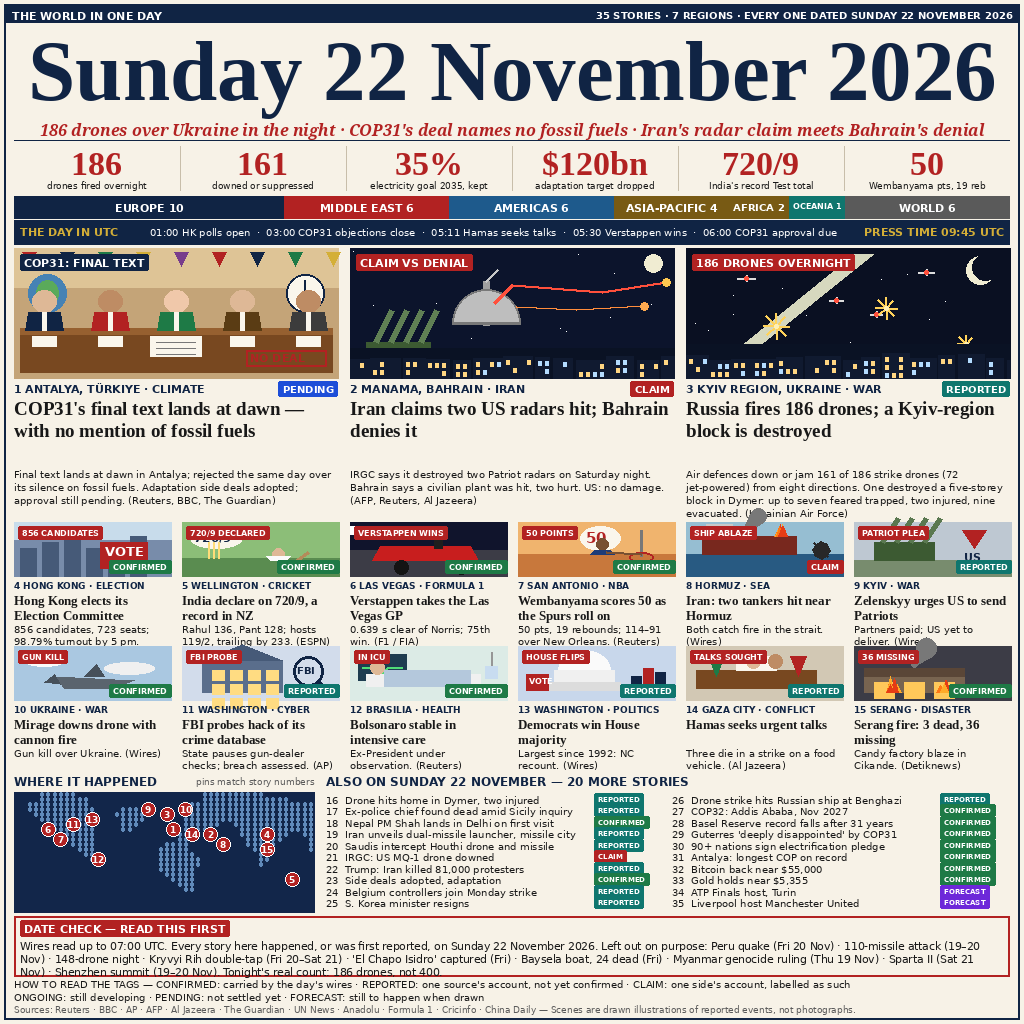 THE WORLD IN ONE DAY
35 STORIES · 7 REGIONS · EVERY ONE DATED SUNDAY 22 NOVEMBER 2026
Sunday 22 November 2026
186 drones over Ukraine in the night · COP31's deal names no fossil fuels · Iran's radar claim meets Bahrain's denial
186
drones fired overnight
161
downed or suppressed
35%
electricity goal 2035, kept
$120bn
adaptation target dropped
720/9
India's record Test total
50
Wembanyama pts, 19 reb
EUROPE 10
MIDDLE EAST 6
AMERICAS 6
ASIA-PACIFIC 4
AFRICA 2
OCEANIA 1
WORLD 6
THE DAY IN UTC
01:00 HK polls open · 03:00 COP31 objections close · 05:11 Hamas seeks talks · 05:30 Verstappen wins · 06:00 COP31 approval due
PRESS TIME 09:45 UTC
COP31: FINAL TEXT
NO DEAL
1 ANTALYA, TÜRKIYE · CLIMATE
PENDING
COP31's final text lands at dawn —
with no mention of fossil fuels
Final text lands at dawn in Antalya; rejected the same day over
its silence on fossil fuels. Adaptation side deals adopted;
approval still pending. (Reuters, BBC, The Guardian)
CLAIM VS DENIAL
2 MANAMA, BAHRAIN · IRAN
CLAIM
Iran claims two US radars hit; Bahrain
denies it
IRGC says it destroyed two Patriot radars on Saturday night.
Bahrain says a civilian plant was hit, two hurt. US: no damage.
(AFP, Reuters, Al Jazeera)
186 DRONES OVERNIGHT
3 KYIV REGION, UKRAINE · WAR
REPORTED
Russia fires 186 drones; a Kyiv-region
block is destroyed
Air defences down or jam 161 of 186 strike drones (72
jet-powered) from eight directions. One destroyed a five-storey
block in Dymer: up to seven feared trapped, two injured, nine
evacuated. Air Force)
856 CANDIDATES
VOTE
CONFIRMED
4 HONG KONG · ELECTION
Hong Kong elects its
Election Committee
856 candidates, 723 seats;
98.79% turnout by 5 pm.
720/9 DECLARED
CONFIRMED
5 WELLINGTON · CRICKET
India declare on 720/9, a
record in NZ
Rahul 136, Pant 128; hosts
119/2, trailing by 233. (ESPN)
VERSTAPPEN WINS
CONFIRMED
6 LAS VEGAS · FORMULA 1
Verstappen takes the Las
Vegas GP
0.639 s clear of Norris; 75th
win. (F1 / FIA)
50 POINTS
50
CONFIRMED
7 SAN ANTONIO · NBA
Wembanyama scores 50 as
the Spurs roll on
50 pts, 19 rebounds; 114–91
over New Orleans. (Reuters)
SHIP ABLAZE
CLAIM
8 HORMUZ · SEA
Iran: two tankers hit near
Hormuz
Both catch fire in the strait.
(Wires)
PATRIOT PLEA
US
REPORTED
9 KYIV · WAR
Zelenskyy urges US to send
Patriots
Partners paid; US yet to
deliver. (Wires)
GUN KILL
CONFIRMED
10 UKRAINE · WAR
Mirage downs drone with
cannon fire
Gun kill over Ukraine. (Wires)
FBI PROBE
FBI
REPORTED
11 WASHINGTON · CYBER
FBI probes hack of its
crime database
State pauses gun-dealer
checks; breach assessed. (AP)
IN ICU
CONFIRMED
12 BRASILIA · HEALTH
Bolsonaro stable in
intensive care
Ex-President under
observation. (Reuters)
HOUSE FLIPS
VOTE
REPORTED
13 WASHINGTON · POLITICS
Democrats win House
majority
Largest since 1992: NC
recount. (Wires)
TALKS SOUGHT
REPORTED
14 GAZA CITY · CONFLICT
Hamas seeks urgent talks
Three die in a strike on a food
vehicle. (Al Jazeera)
36 MISSING
CONFIRMED
15 SERANG · DISASTER
Serang fire: 3 dead, 36
missing
Candy factory blaze in
Cikande. (Detiknews)
WHERE IT HAPPENED
pins match story numbers
9
3
10
6
11
13
7
1
14
2
8
4
15
12
5
ALSO ON SUNDAY 22 NOVEMBER — 20 MORE STORIES
16 Drone hits home in Dymer, two injured REPORTED
17 Ex-police chief found dead amid Sicily inquiry REPORTED
18 Nepal PM Shah lands in Delhi on first visit CONFIRMED
19 Iran unveils dual-missile launcher, missile city REPORTED
20 Saudis intercept Houthi drone and missile REPORTED
21 IRGC: US MQ-1 drone downed CLAIM
22 Trump: Iran killed 81,000 protesters REPORTED
23 Side deals adopted, adaptation CONFIRMED
24 Belgium controllers join Monday strike REPORTED
25 S. Korea minister resigns REPORTED
26 Drone strike hits Russian ship at Benghazi REPORTED
27 COP32: Addis Ababa, Nov 2027 CONFIRMED
28 Basel Reserve record falls after 31 years CONFIRMED
29 Guterres 'deeply disappointed' by COP31 CONFIRMED
30 90+ nations sign electrification pledge CONFIRMED
31 Antalya: longest COP on record CONFIRMED
32 Bitcoin back near $55,000 CONFIRMED
33 Gold holds near $5,355 CONFIRMED
34 ATP Finals host, Turin FORECAST
35 Liverpool host Manchester United FORECAST
DATE CHECK — READ THIS FIRST
Wires read up to 07:00 UTC. Every story here happened, or was first reported, on Sunday 22 November 2026. Left out on purpose: Peru quake (Fri 20 Nov) · 110-missile attack (19–20
Nov) · 148-drone night · Kryvyi Rih double-tap (Fri 20–Sat 21) · 'El Chapo Isidro' captured (Fri) · Baysela boat, 24 dead (Fri) · Myanmar genocide ruling (Thu 19 Nov) · Sparta II (Sat 21
Nov) · Shenzhen summit (19–20 Nov). Tonight's real count: 186 drones, not 400.
HOW TO READ THE TAGS — CONFIRMED: carried by the day's wires · REPORTED: one source's account, not yet confirmed · CLAIM: one side's account, labelled as such
ONGOING: still developing · PENDING: not settled yet · FORECAST: still to happen when drawn
Sources: Reuters · BBC · AP · AFP · Al Jazeera · The Guardian · UN News · Anadolu · Formula 1 · Cricinfo · China Daily — Scenes are drawn illustrations of reported events, not photographs.